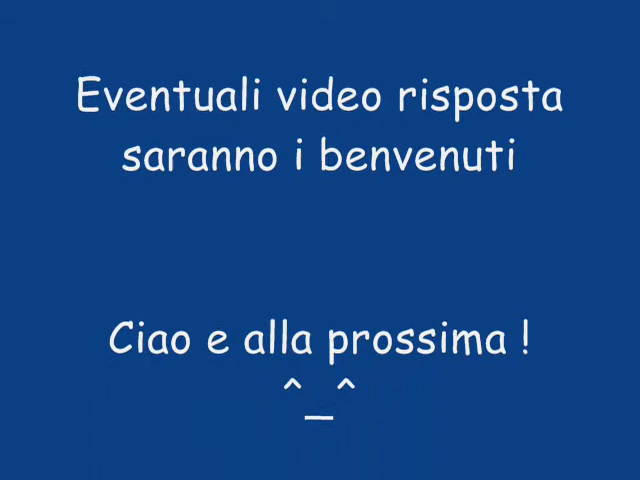 Eventuali video risposta
saranno i benvenuti
Ciao e alla prossima !
^_^